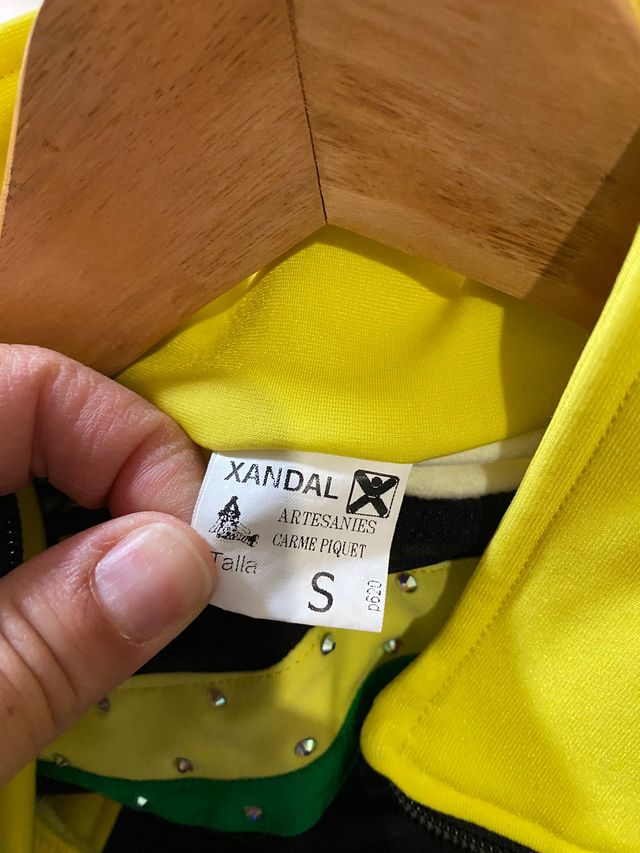 XANDAL
ARTESANIES
CARME PIQUET
Talla
S
p620